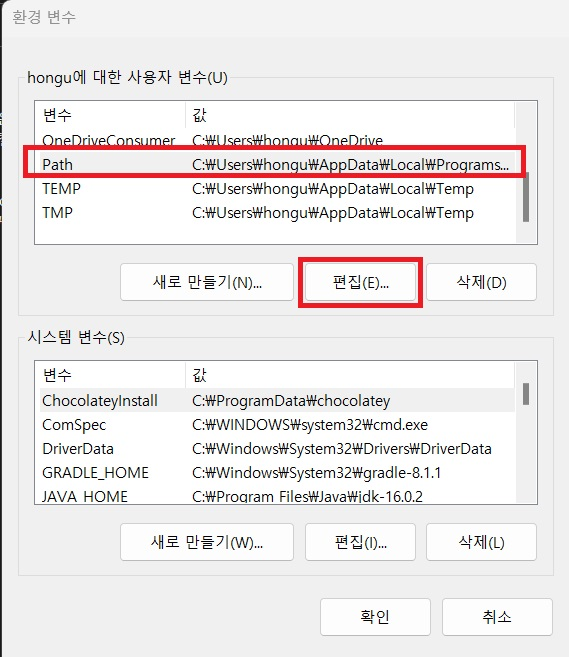 환경 변수
hongu에 대한 사용자 변수(U)
변수 값
OneDriveConsumer C:₩Users₩hongu₩OneDrive
Path C:₩Users₩hongu₩AppData₩Local₩Programs...
TEMP C:₩Users₩hongu₩AppData₩Local₩Temp
TMP C:₩Users₩hongu₩AppData₩Local₩Temp
새로 만들기(N)... 편집(E)... 삭제(D)
시스템 변수(S)
변수 값
ChocolateyInstall C:₩ProgramData₩chocolatey
ComSpec C:₩WINDOWS₩system32₩cmd.exe
DriverData C:₩Windows₩System32₩Drivers₩DriverData
GRADLE_HOME C:₩Windows₩System32₩gradle-8.1.1
JAVA_HOME C:₩Program Files₩Java₩jdk-16.0.2
새로 만들기(W)... 편집(I)... 삭제(L)
확인 취소